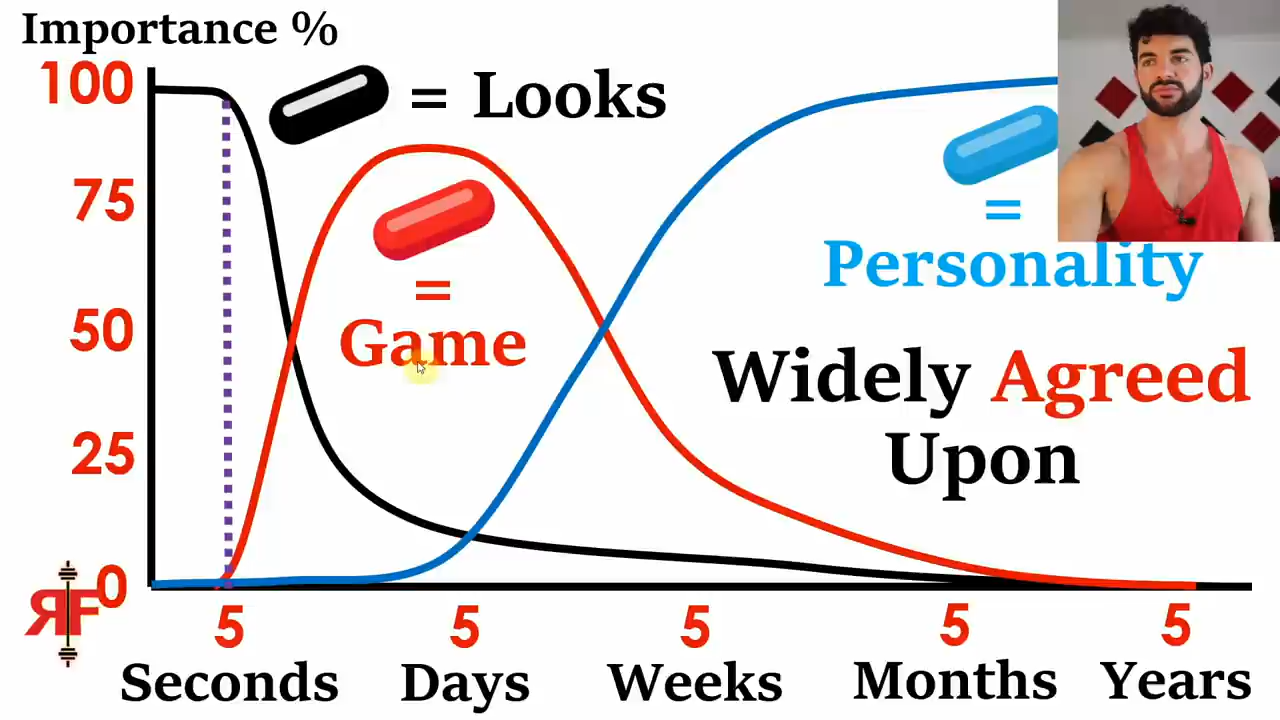 Importance %
100
75
50
25
0
= Looks
=
Game
=
Personality
Widely Agreed
Upon
RF
5 5 5 5 5
Seconds Days Weeks Months Years